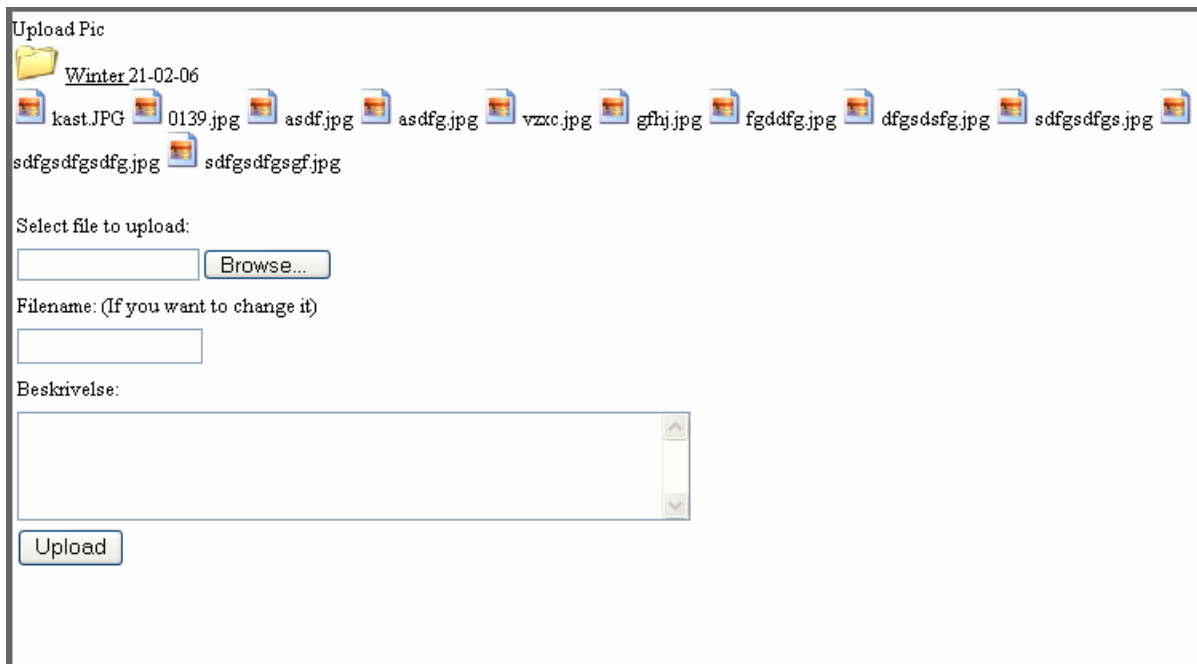 Upload Pic
Winter 21-02-06
kast.JPG 0139.jpg asdf.jpg asdfg.jpg vzxc.jpg gfhj.jpg fgddfg.jpg dfgsdsfg.jpg sdfgsdfgs.jpg
sdfgsdfgsdfg.jpg sdfgsdfgsgf.jpg
Select file to upload:
Browse...
Filename: (If you want to change it)
Beskrivelse:
Upload